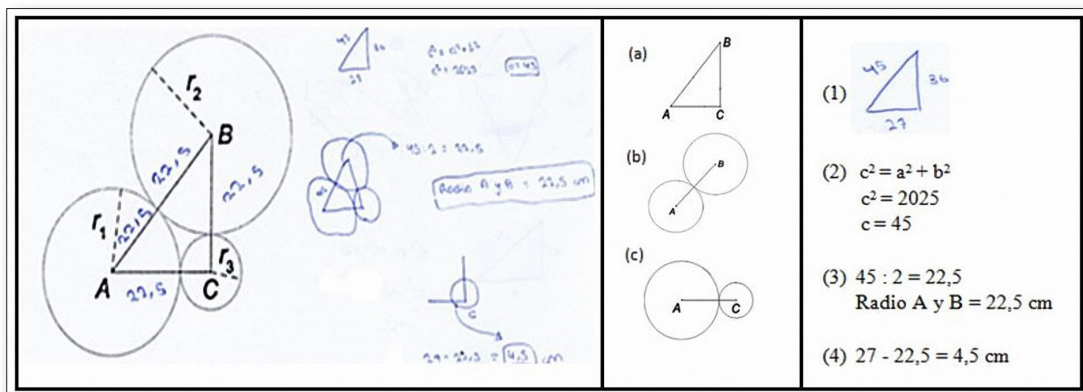 r₂
B
22,5
22,5
22,5
r₁
r₃
A
C
22,5
45
36
27
c² = a² + b²
c² = 2025
c = 45
45 : 2 = 22,5
Radio A y B = 22,5 cm
C
4,5 cm
(a)
B
A
C
(b)
B
A
(c)
A
C
(1)
45
36
27
(2) c² = a² + b²
c² = 2025
c = 45
(3) 45 : 2 = 22,5
Radio A y B = 22,5 cm
(4) 27 - 22,5 = 4,5 cm